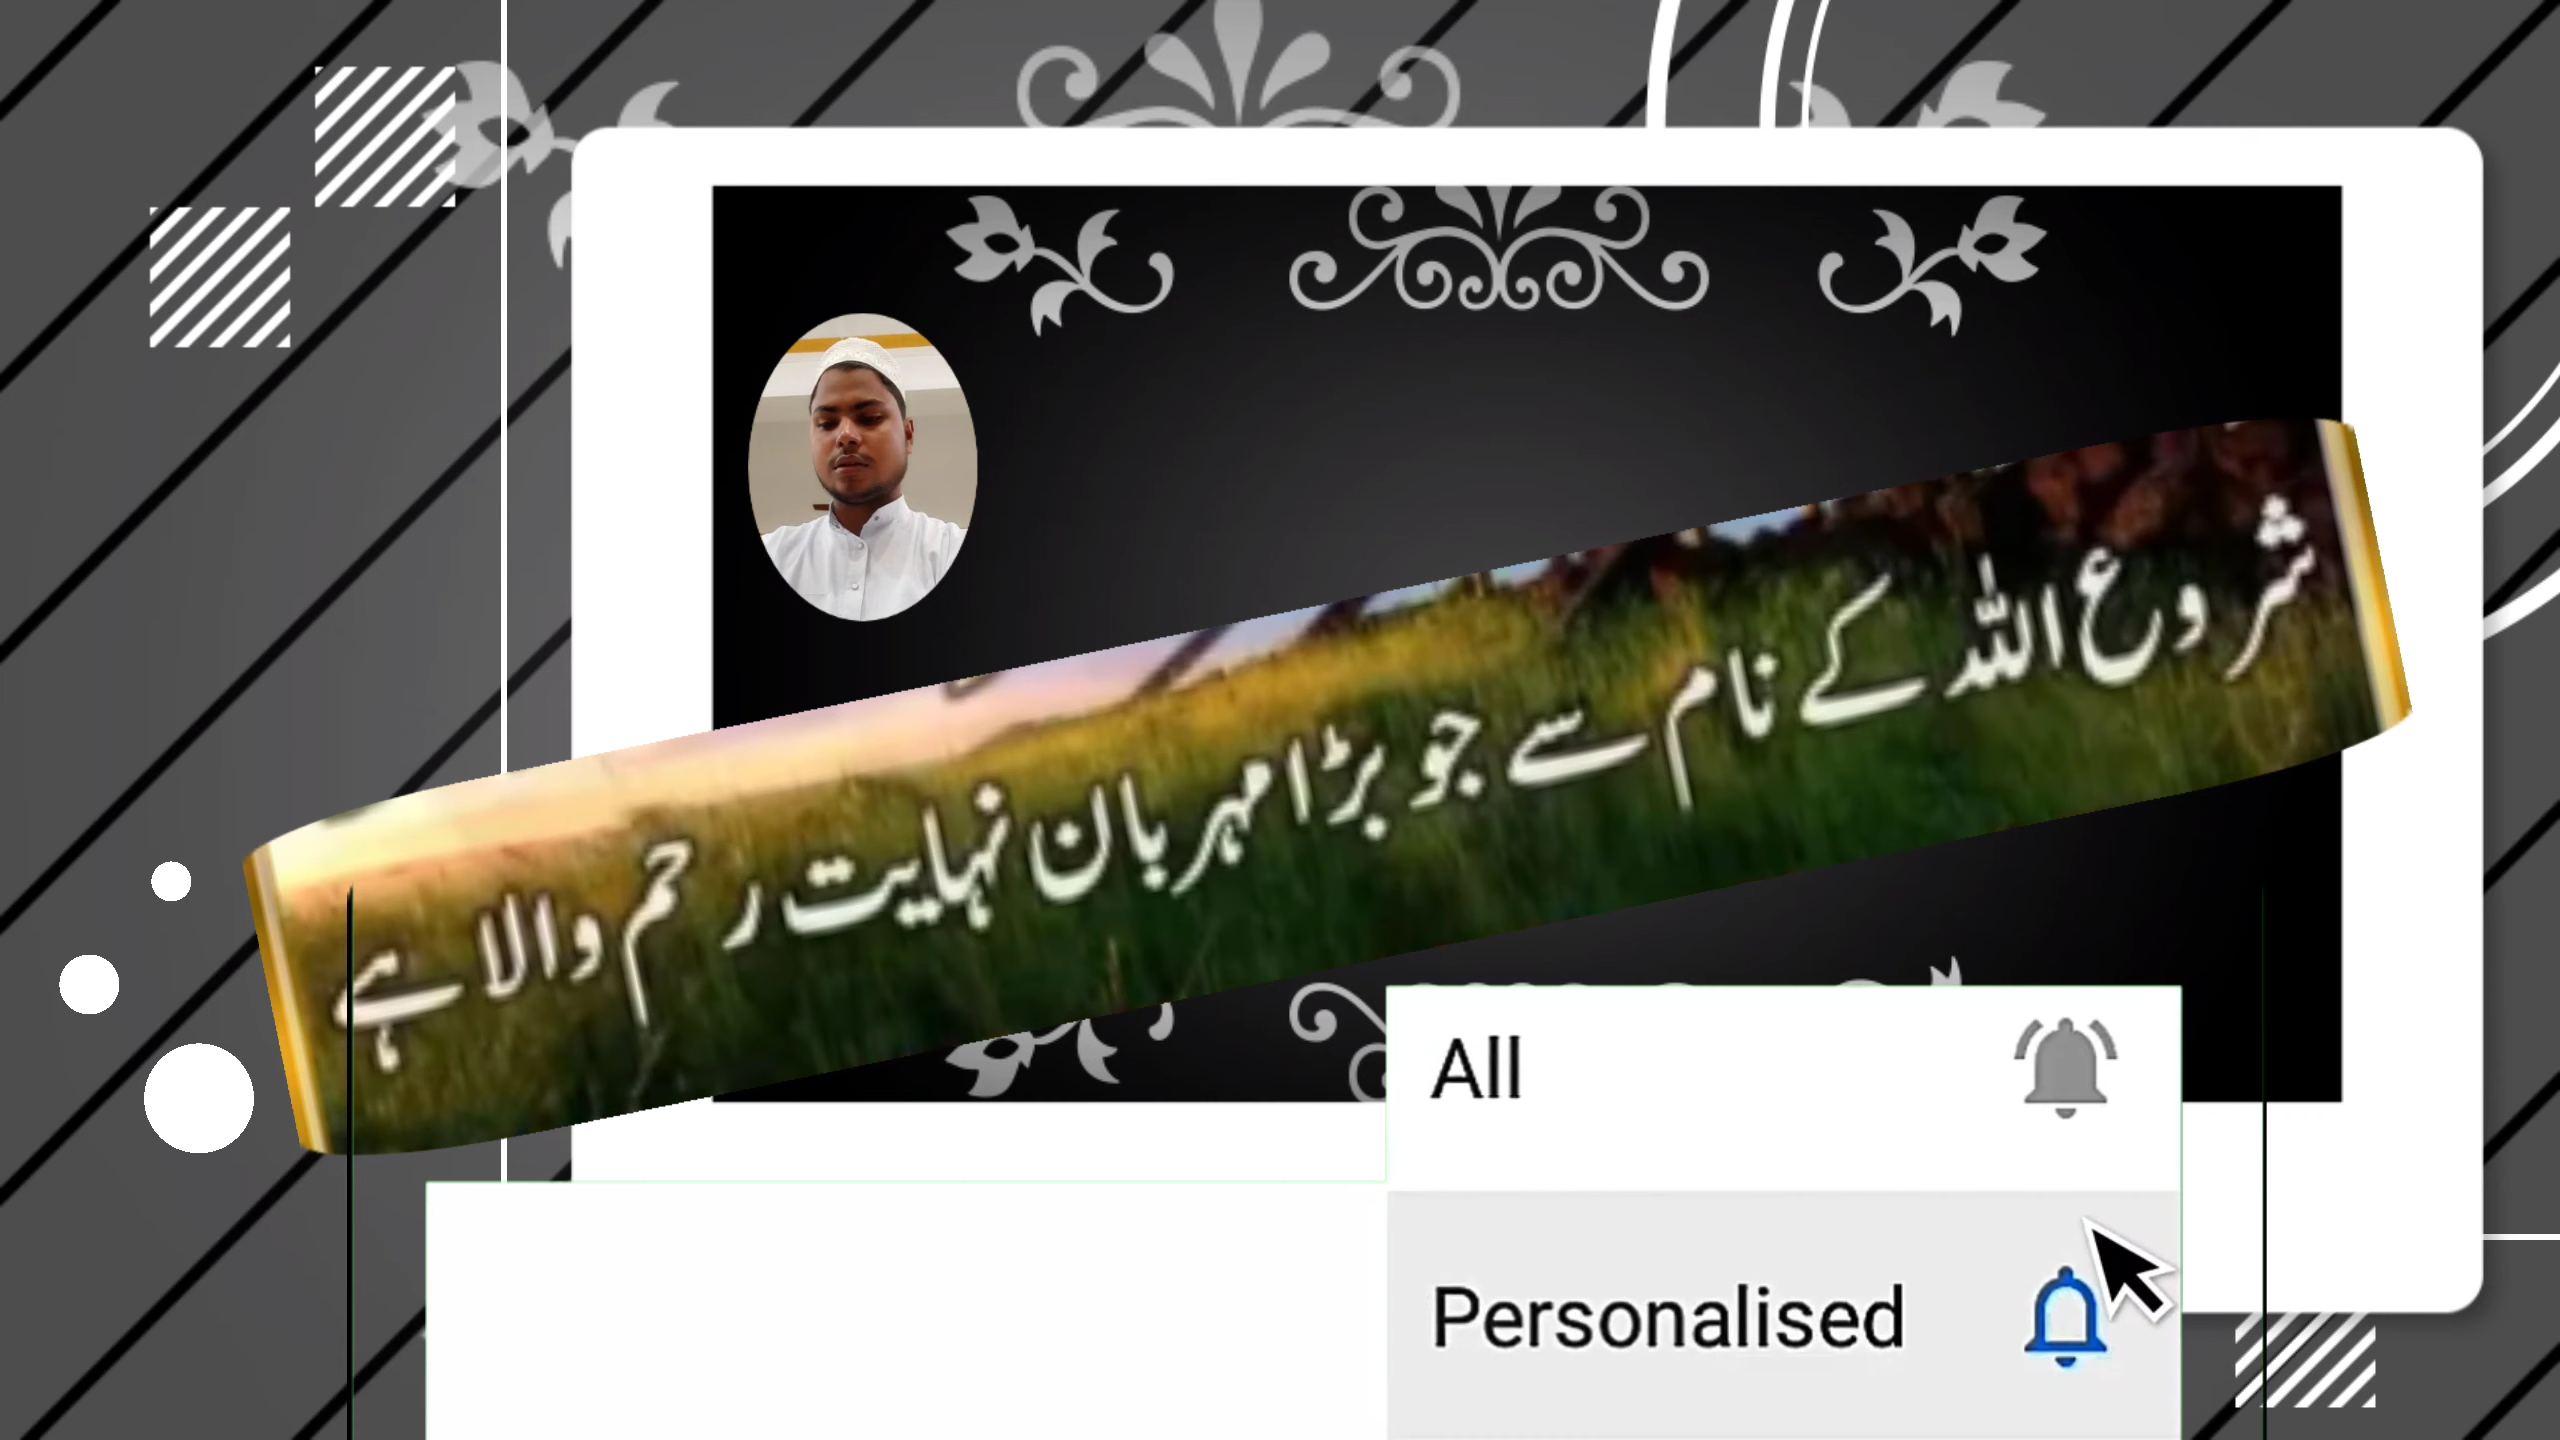 شروع اللہ کے نام سے جو بڑا مہربان نہایت رحم والا ہے
All
Personalised